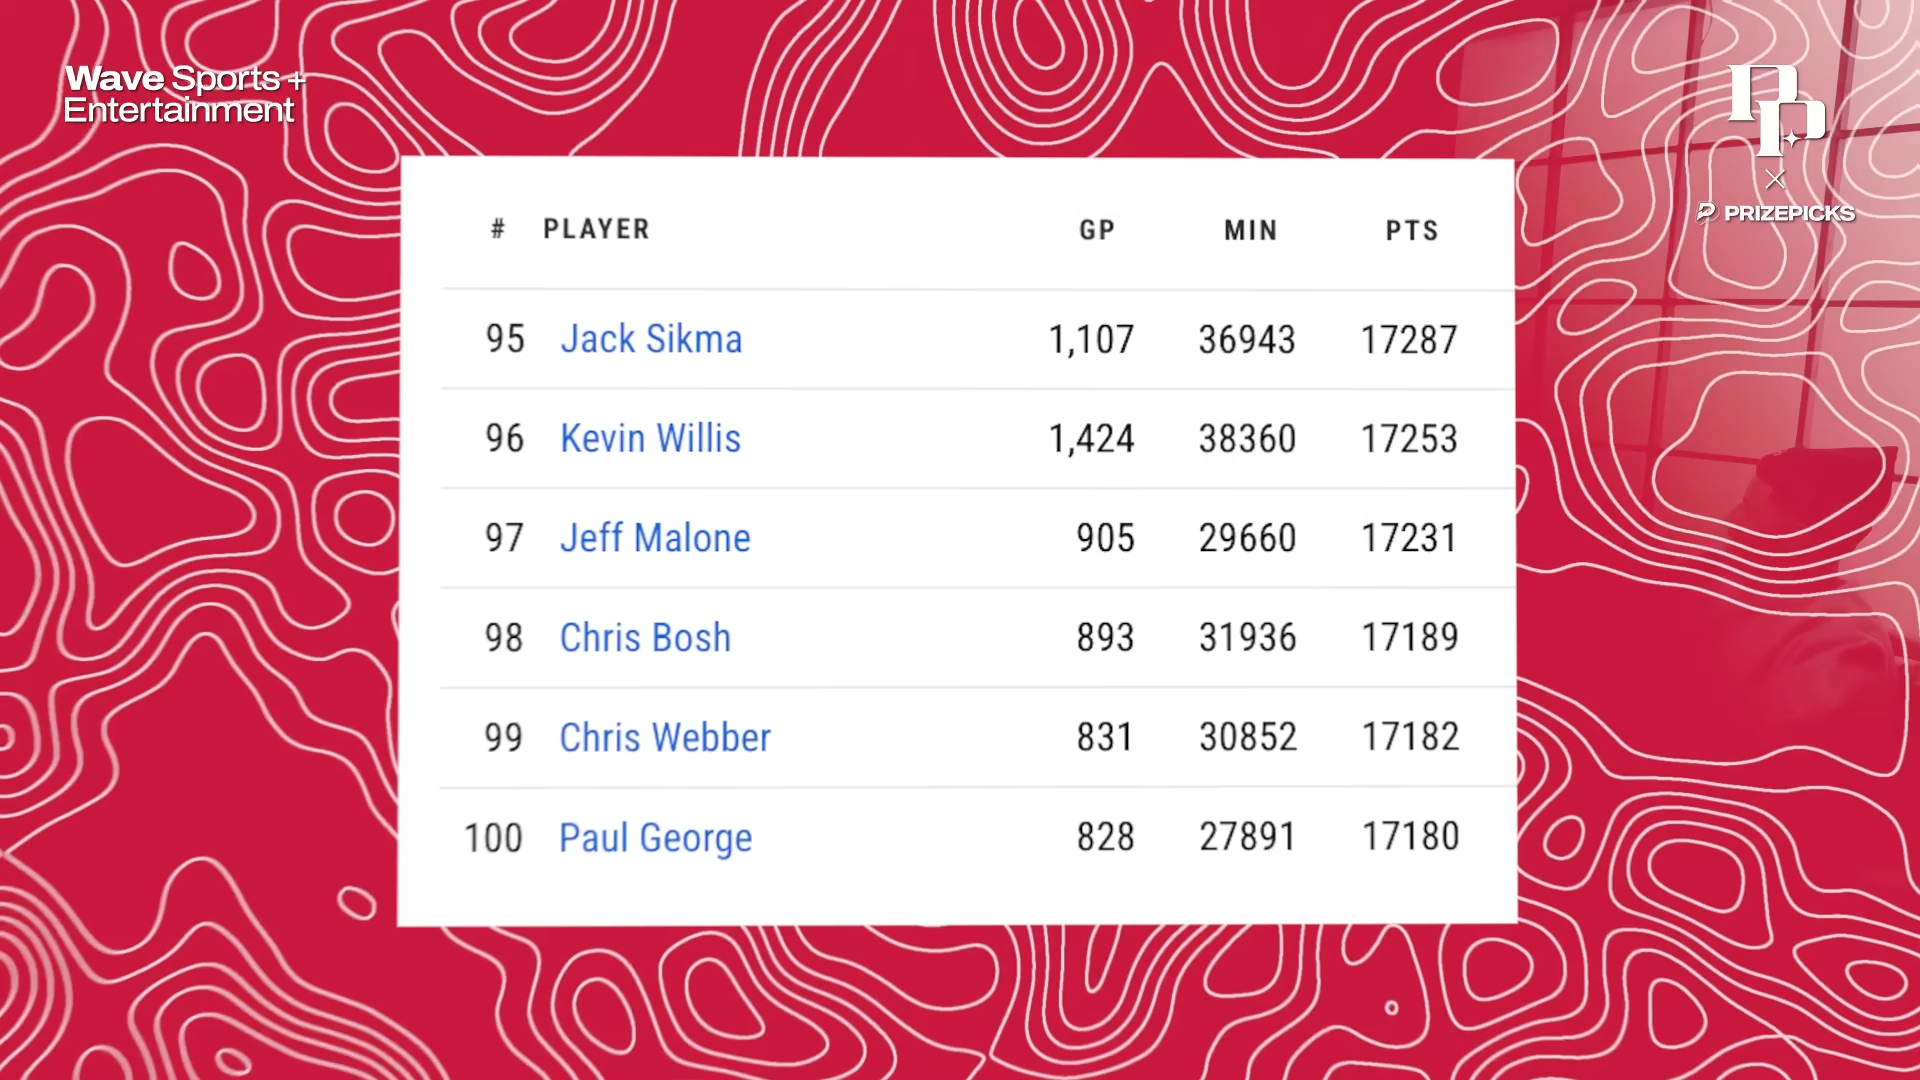 Wave Sports +
Entertainment
PP
×
PRIZEPICKS
# PLAYER GP MIN PTS
95 Jack Sikma 1,107 36943 17287
96 Kevin Willis 1,424 38360 17253
97 Jeff Malone 905 29660 17231
98 Chris Bosh 893 31936 17189
99 Chris Webber 831 30852 17182
100 Paul George 828 27891 17180